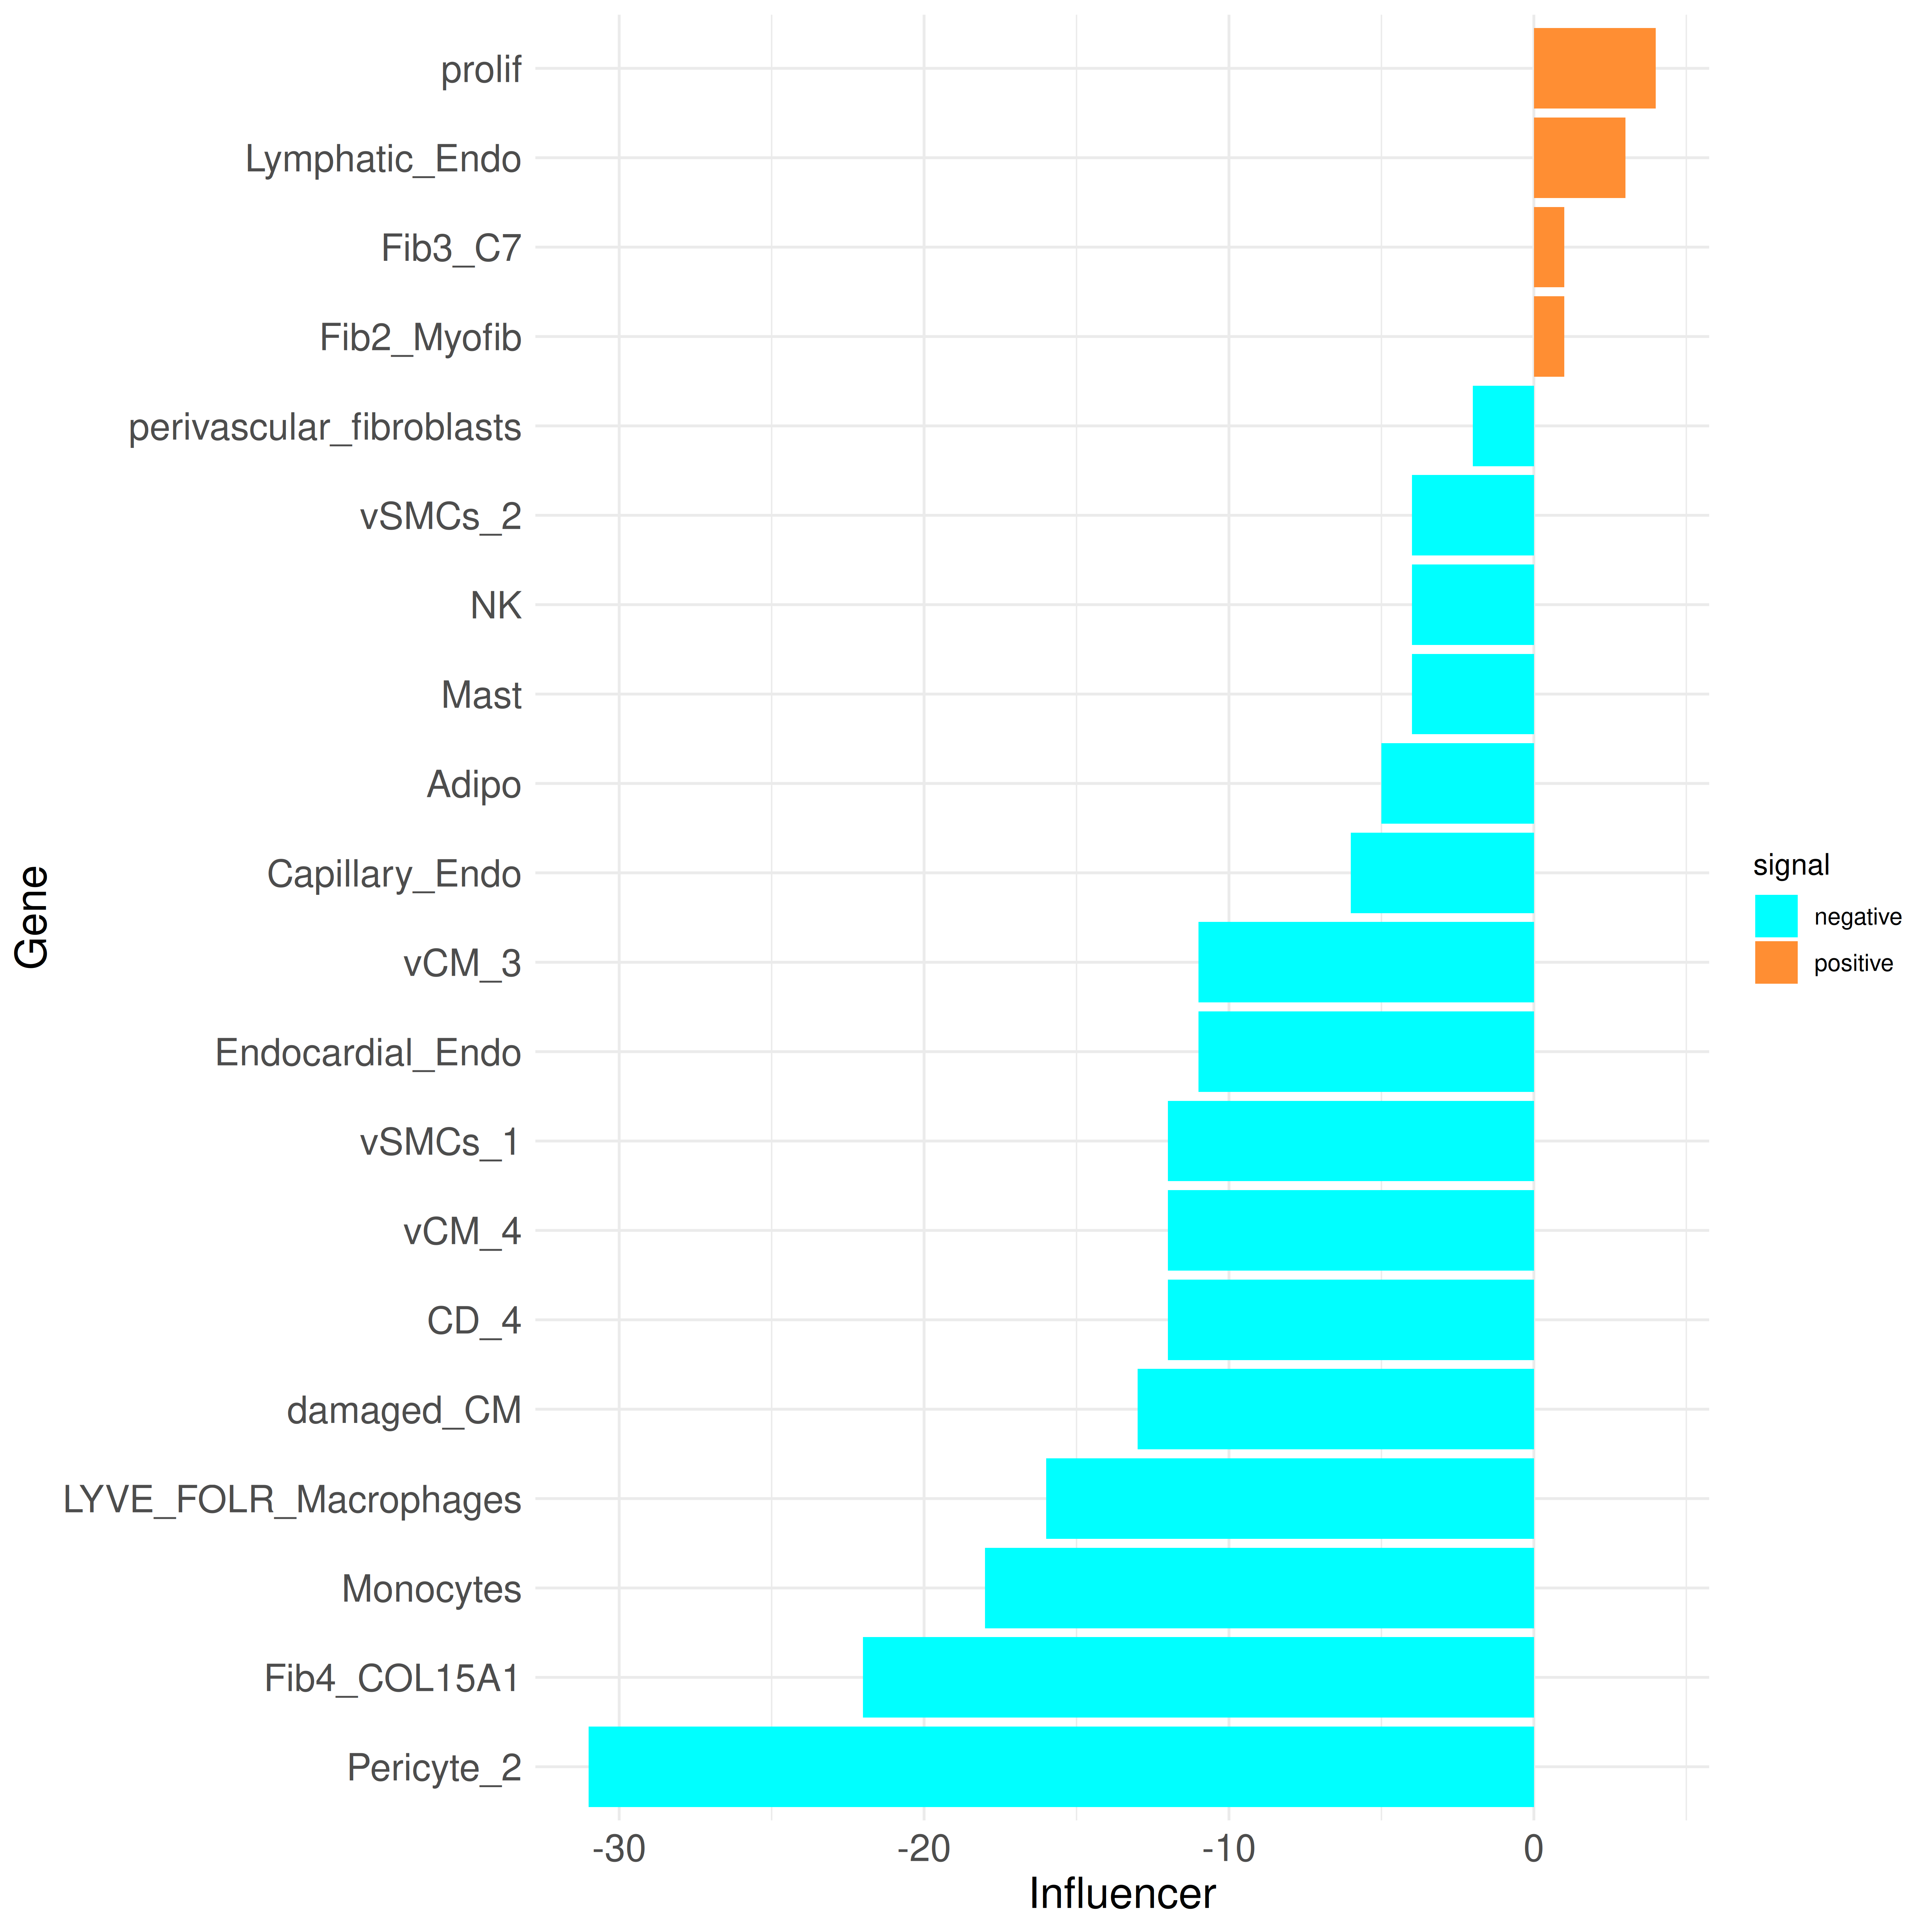 prolif
Lymphatic_Endo
Fib3_C7
Fib2_Myofib
perivascular_fibroblasts
vSMCs_2
NK
Mast
Adipo
Capillary_Endo
vCM_3
Endocardial_Endo
vSMCs_1
vCM_4
CD_4
damaged_CM
LYVE_FOLR_Macrophages
Monocytes
Fib4_COL15A1
Pericyte_2
Gene
-30 -20 -10 0
Influencer
signal
negative
positive